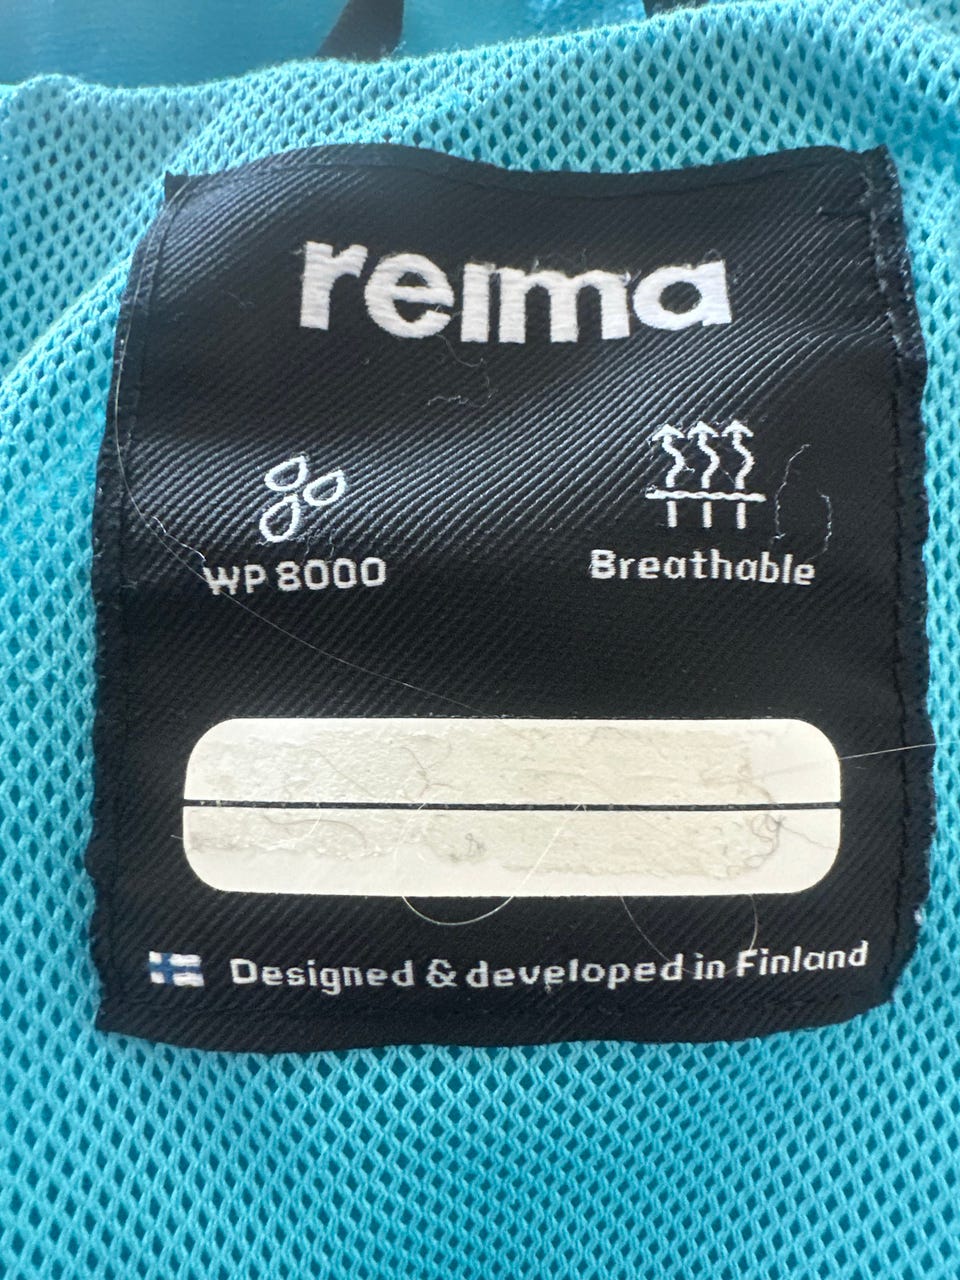 reima
WP 8000
Breathable
Designed & developed in Finland